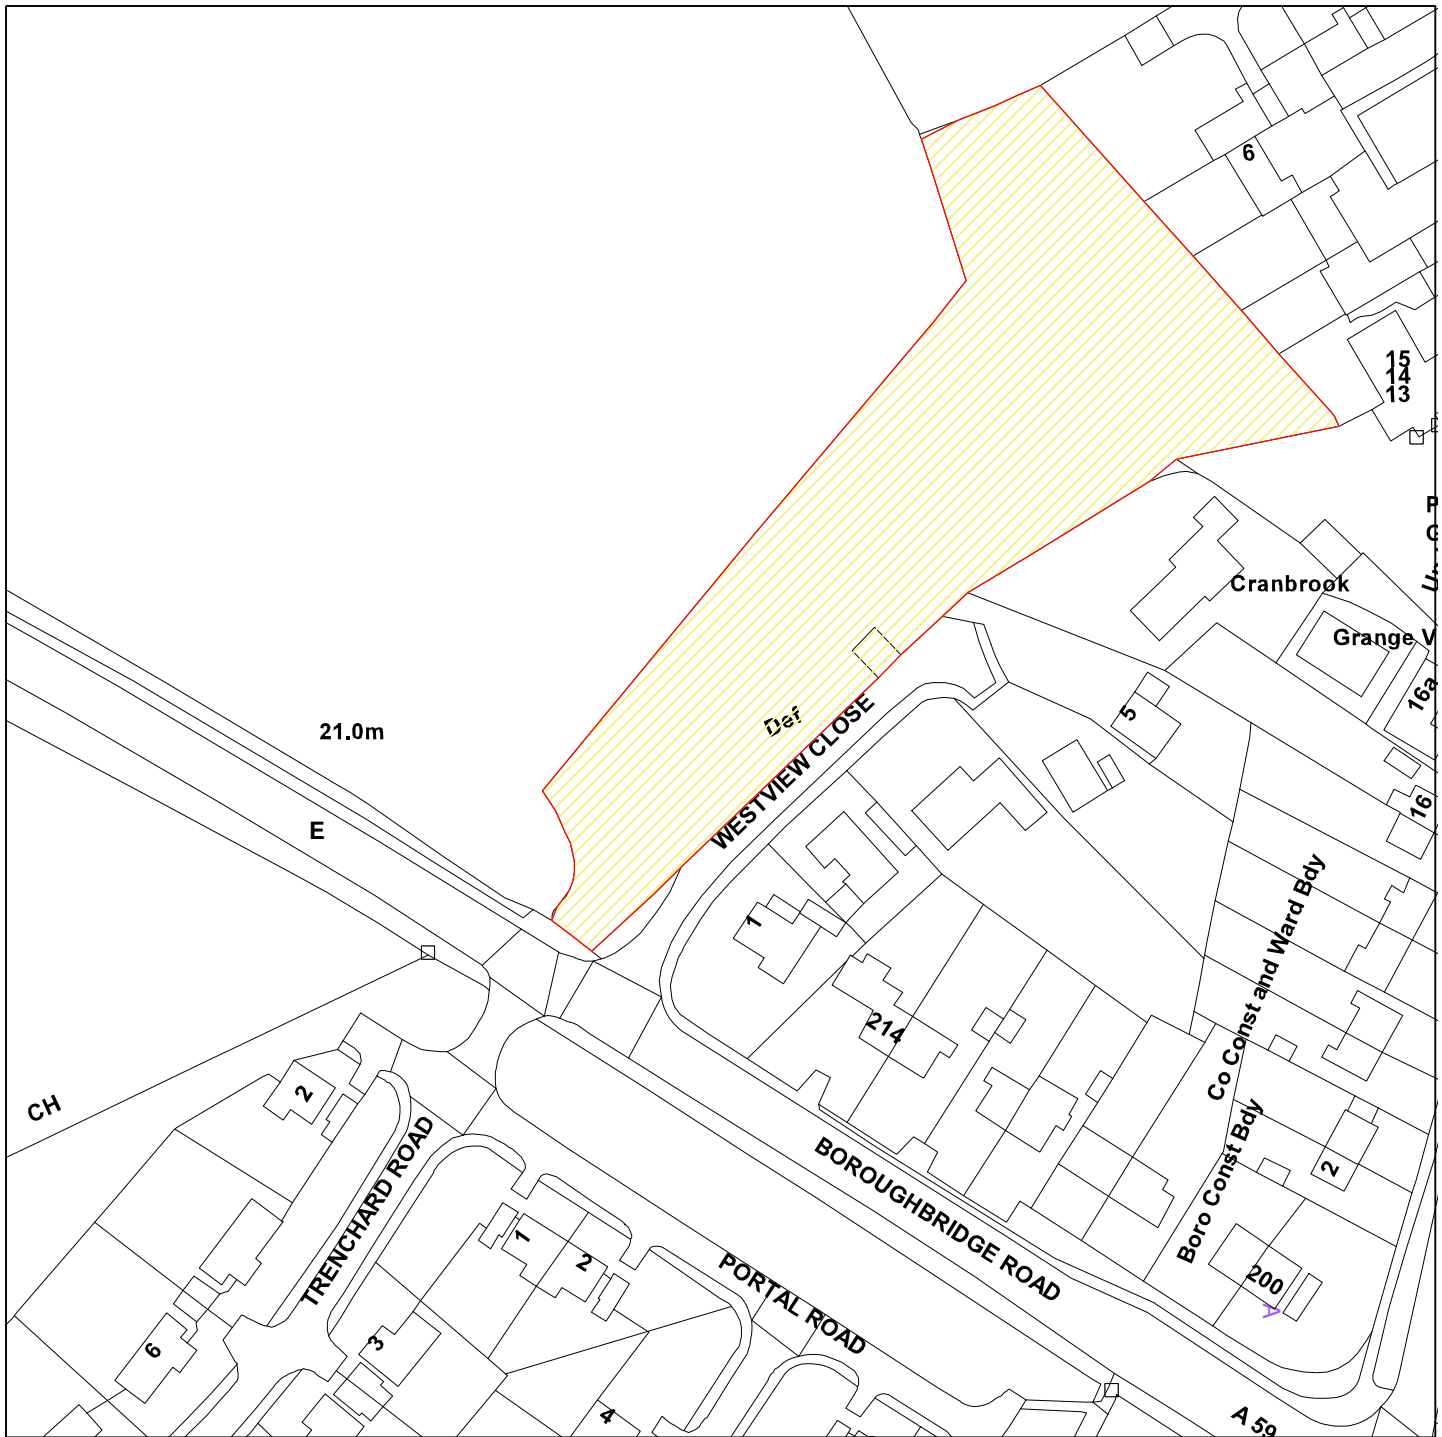 6
15
14
13
P
G
Cranbrook
Grange V
16a
5
21.0m
Def
WESTVIEW CLOSE
E
16
1
214
Co Const and Ward Bdy
CH
2
TRENCHARD ROAD
BOROUGHBRIDGE ROAD
Boro Const Bdy
2
1
2
PORTAL ROAD
200
A
3
6
4
A 59